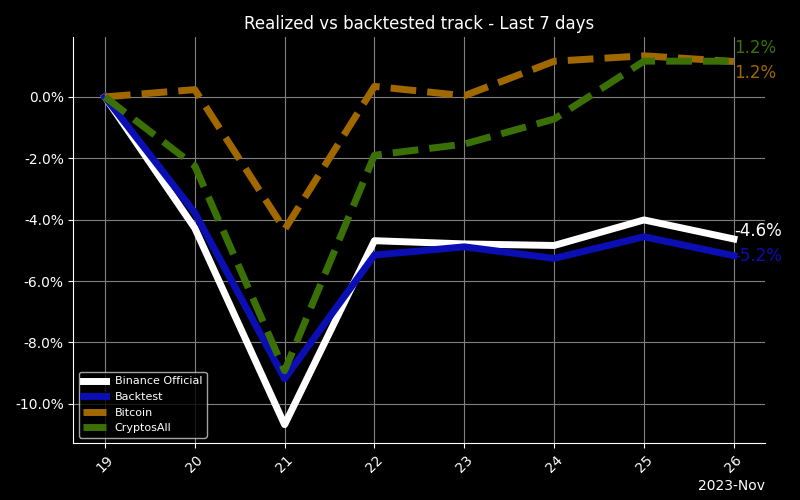 Realized vs backtested track - Last 7 days
1.2%
1.2%
0.0%
-2.0%
-4.0%
-4.6%
-5.2%
-6.0%
-8.0%
-10.0%
Binance Official
Backtest
Bitcoin
CryptosAll
19 20 21 22 23 24 25 26
2023-Nov